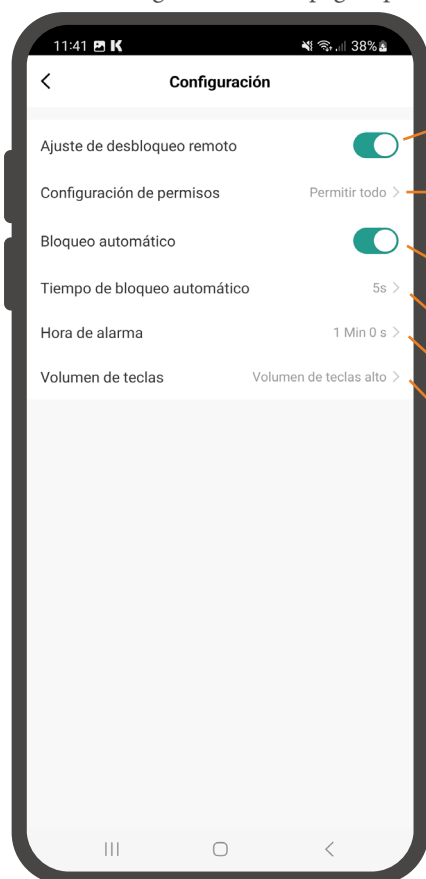 11:41 K 38%
Configuración
Ajuste de desbloqueo remoto
Configuración de permisos Permitir todo >
Bloqueo automático
Tiempo de bloqueo automático 5s >
Hora de alarma 1 Min 0 s >
Volumen de teclas Volumen de teclas alto >